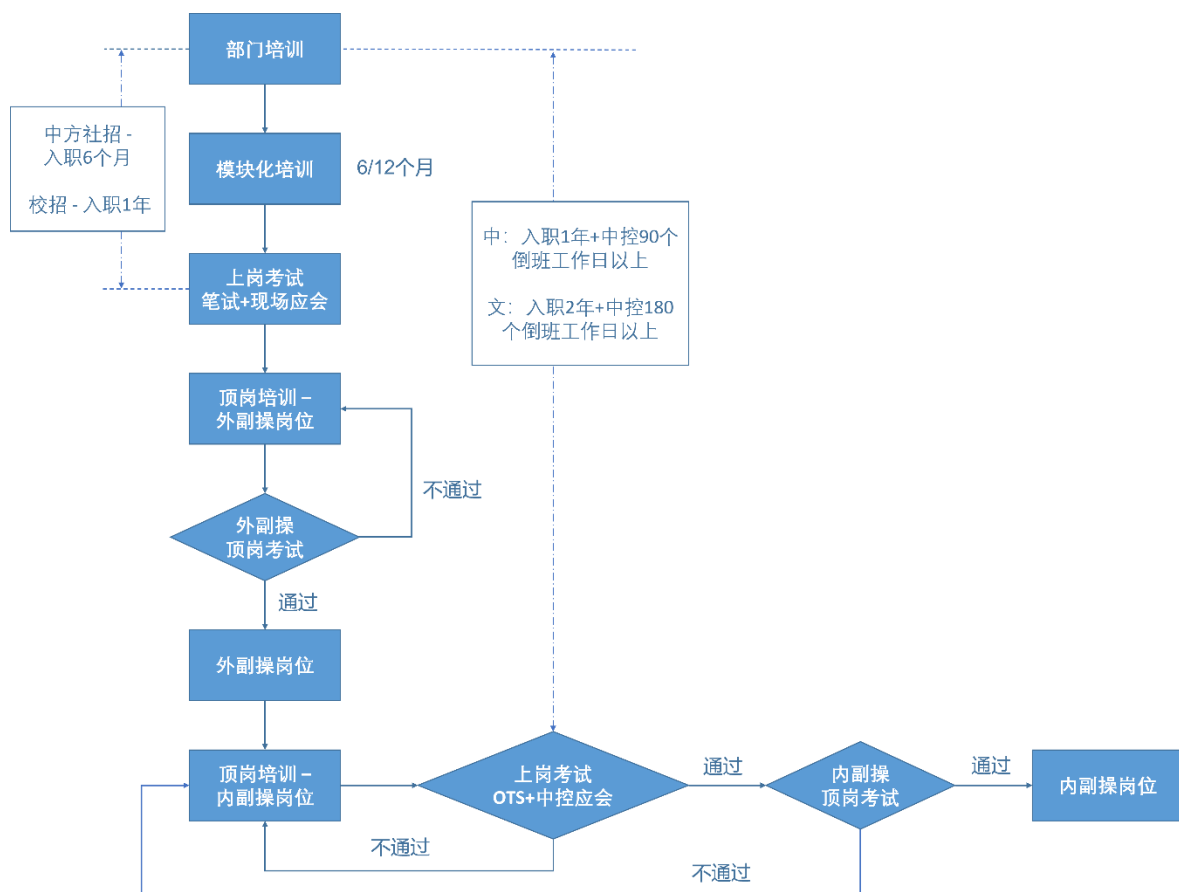 部门培训
中方社招 -
入职6个月
校招 - 入职1年
模块化培训
6/12个月
中：入职1年+中控90个
倒班工作日以上
文：入职2年+中控180
个倒班工作日以上
上岗考试
笔试+现场应会
顶岗培训 –
外副操岗位
不通过
外副操
顶岗考试
通过
外副操岗位
顶岗培训 –
内副操岗位
上岗考试
OTS+中控应会
通过
内副操
顶岗考试
通过
内副操岗位
不通过
不通过